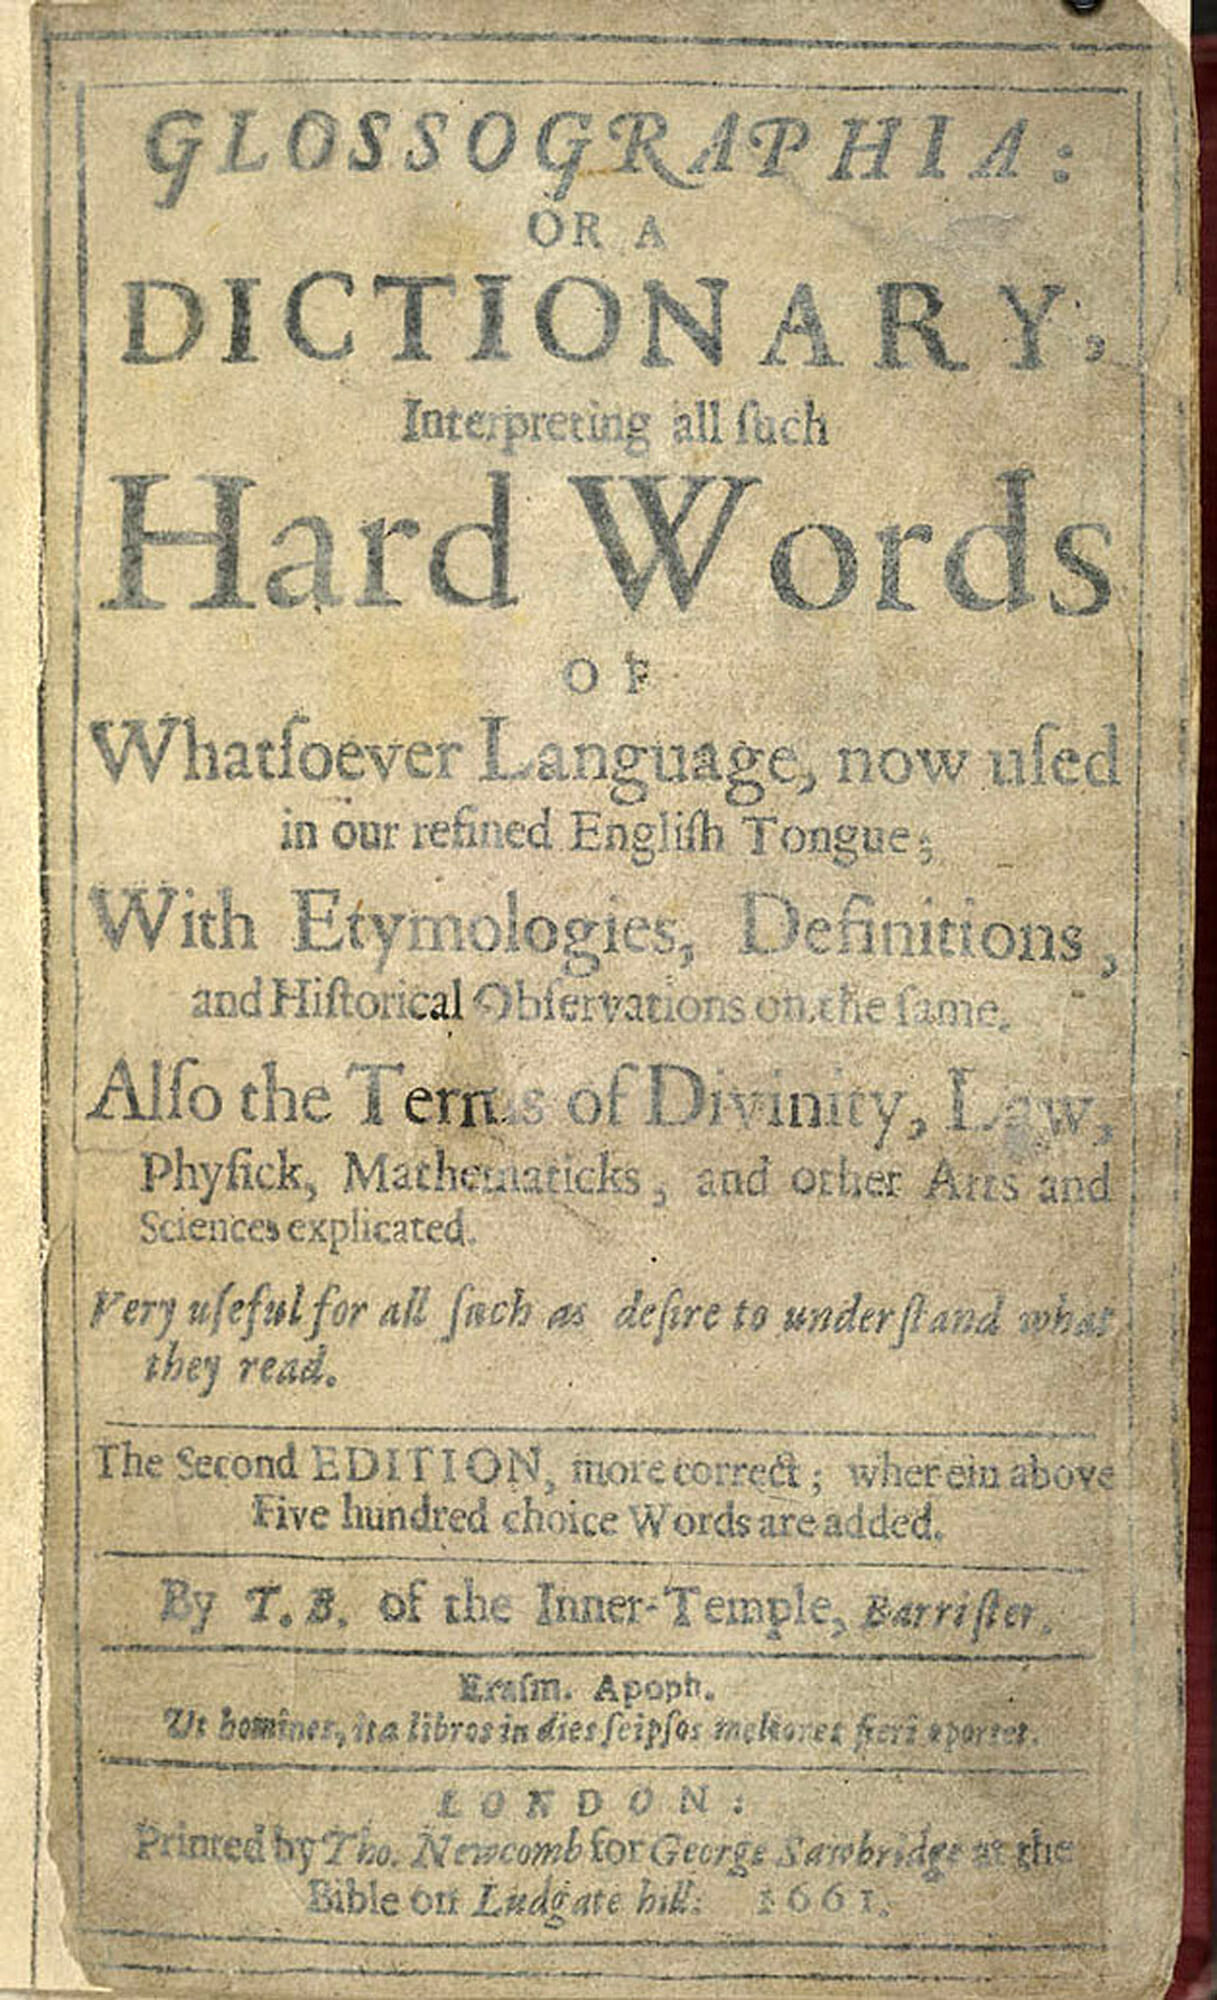 GLOSSOGRAPHIA:
OR A
DICTIONARY,
Interpreting all ſuch
Hard Words
OF
Whatſoever Language, now uſed
in our refined Engliſh Tongue;
With Etymologies, Definitions,
and Hiſtorical Obſervations on the ſame.
Alſo the Terms of Divinity, Law,
Phyſick, Mathematicks, and other Arts and
Sciences explicated.
Very uſeful for all ſuch as deſire to underſtand what
they read.
The Second EDITION, more correct; wherein above
Five hundred choice Words are added.
By T. B. of the Inner-Temple, Barriſter.
Eraſm. Apoph.
Ut homines, ita libros in dies ſeipſos meliores fieri oportet.
LONDON:
Printed by Tho. Newcomb for George Sawbridge at the
Bible on Ludgate hill: 1661.